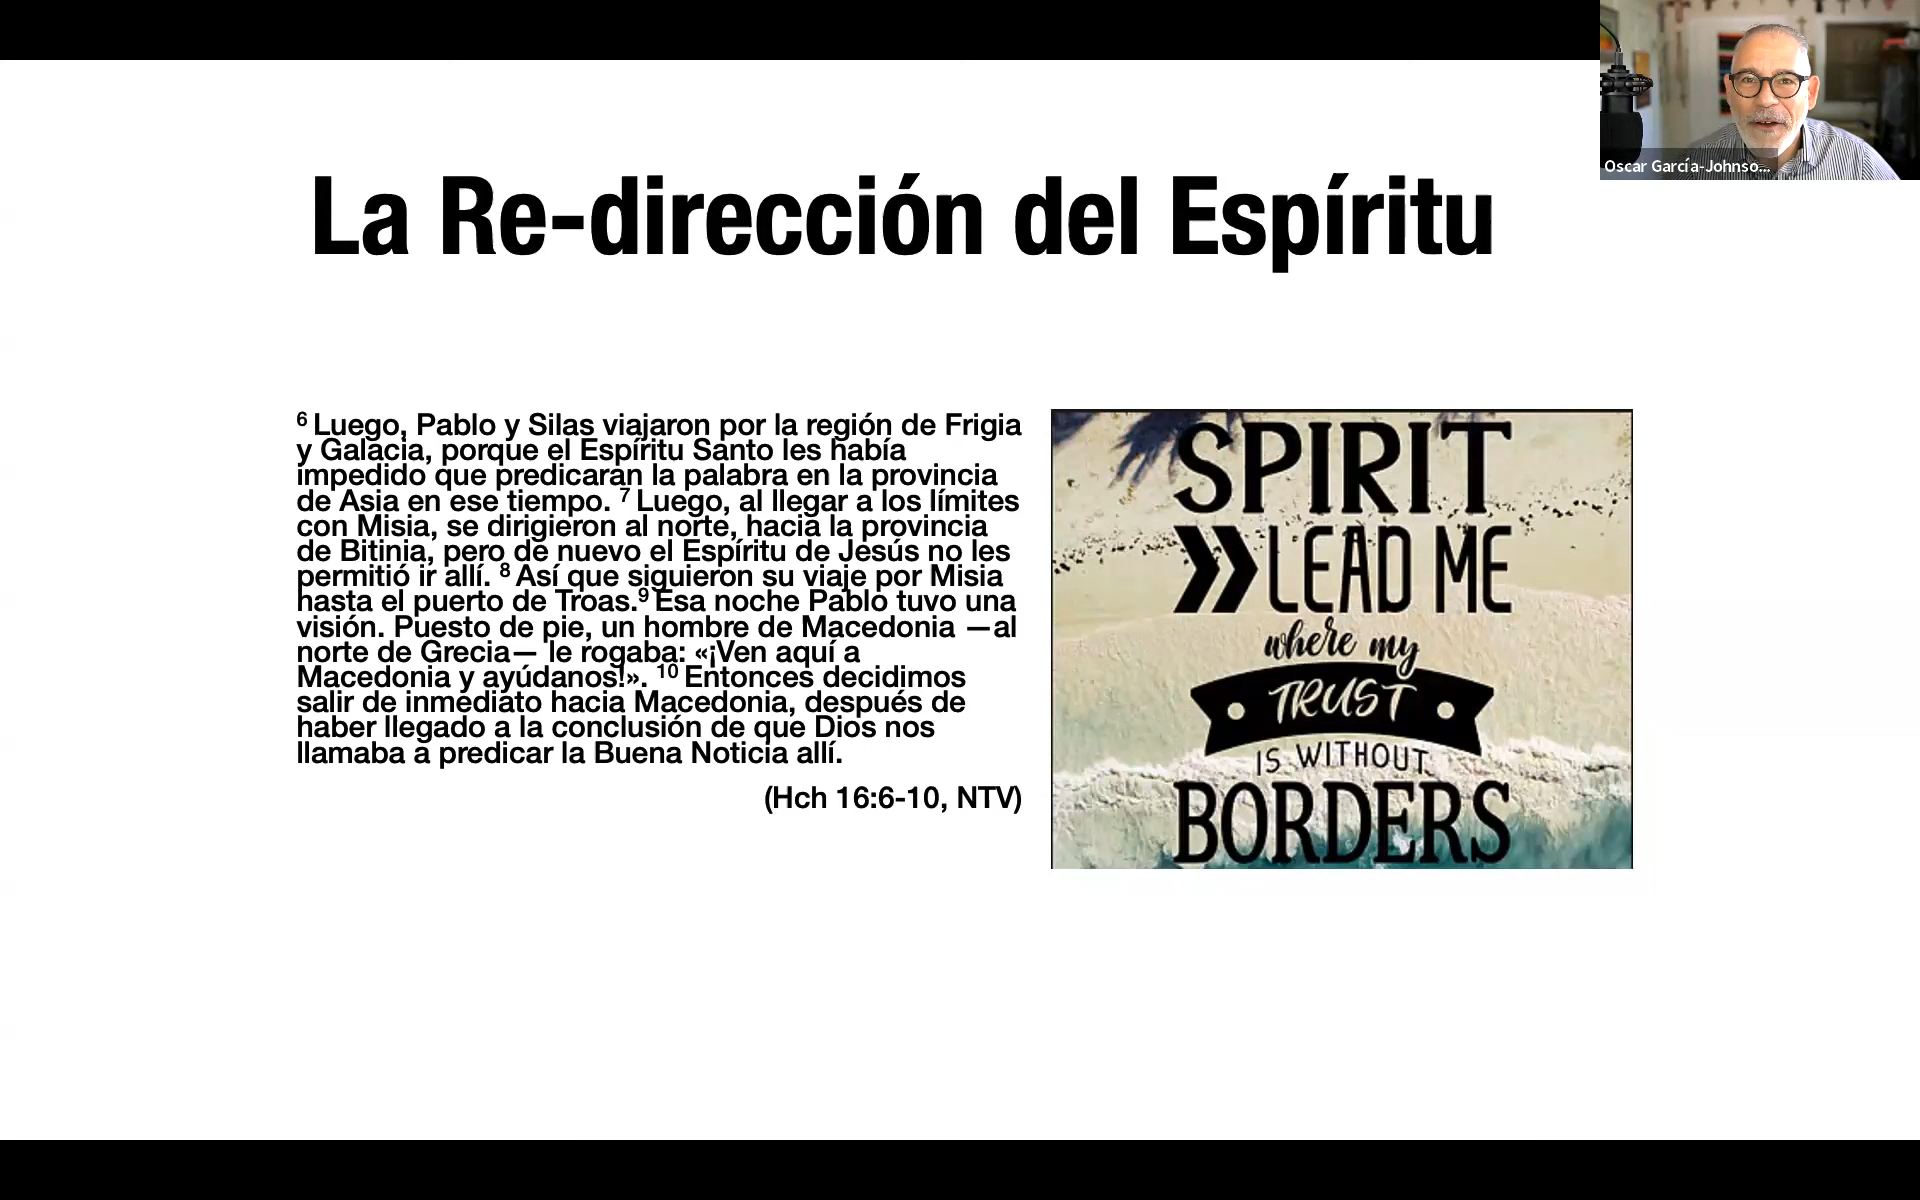 Oscar García-Johnso...
La Re-dirección del Espíritu
6 Luego, Pablo y Silas viajaron por la región de Frigia
y Galacia, porque el Espíritu Santo les había
impedido que predicaran la palabra en la provincia
de Asia en ese tiempo. 7 Luego, al llegar a los límites
con Misia, se dirigieron al norte, hacia la provincia
de Bitinia, pero de nuevo el Espíritu de Jesús no les
permitió ir allí. 8 Así que siguieron su viaje por Misia
hasta el puerto de Troas.9 Esa noche Pablo tuvo una
visión. Puesto de pie, un hombre de Macedonia —al
norte de Grecia— le rogaba: «¡Ven aquí a
Macedonia y ayúdanos!». 10 Entonces decidimos
salir de inmediato hacia Macedonia, después de
haber llegado a la conclusión de que Dios nos
llamaba a predicar la Buena Noticia allí.
(Hch 16:6-10, NTV)
SPIRIT
LEAD ME
where my
TRUST
IS WITHOUT
BORDERS